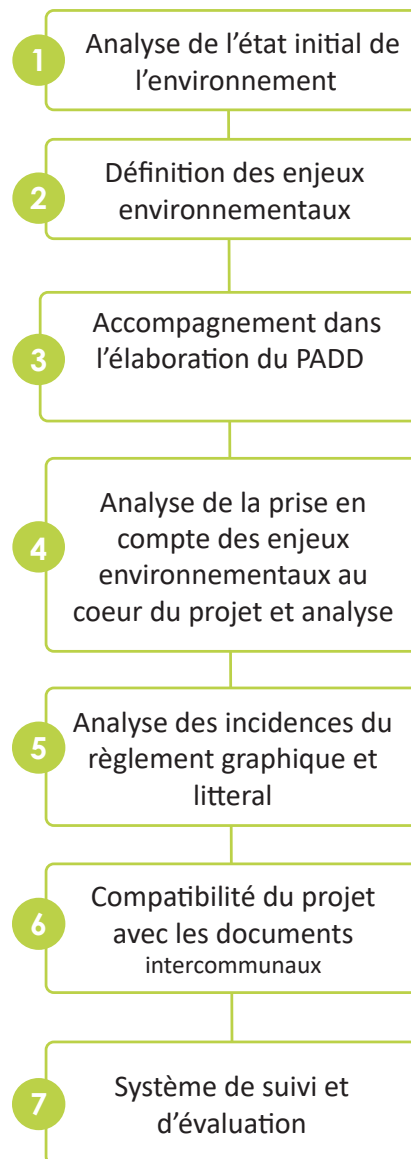 1
Analyse de l’état initial de
l’environnement
2
Définition des enjeux
environnementaux
3
Accompagnement dans
l’élaboration du PADD
4
Analyse de la prise en
compte des enjeux
environnementaux au
coeur du projet et analyse
5
Analyse des incidences du
règlement graphique et
litteral
6
Compatibilité du projet
avec les documents
intercommunaux
7
Système de suivi et
d’évaluation